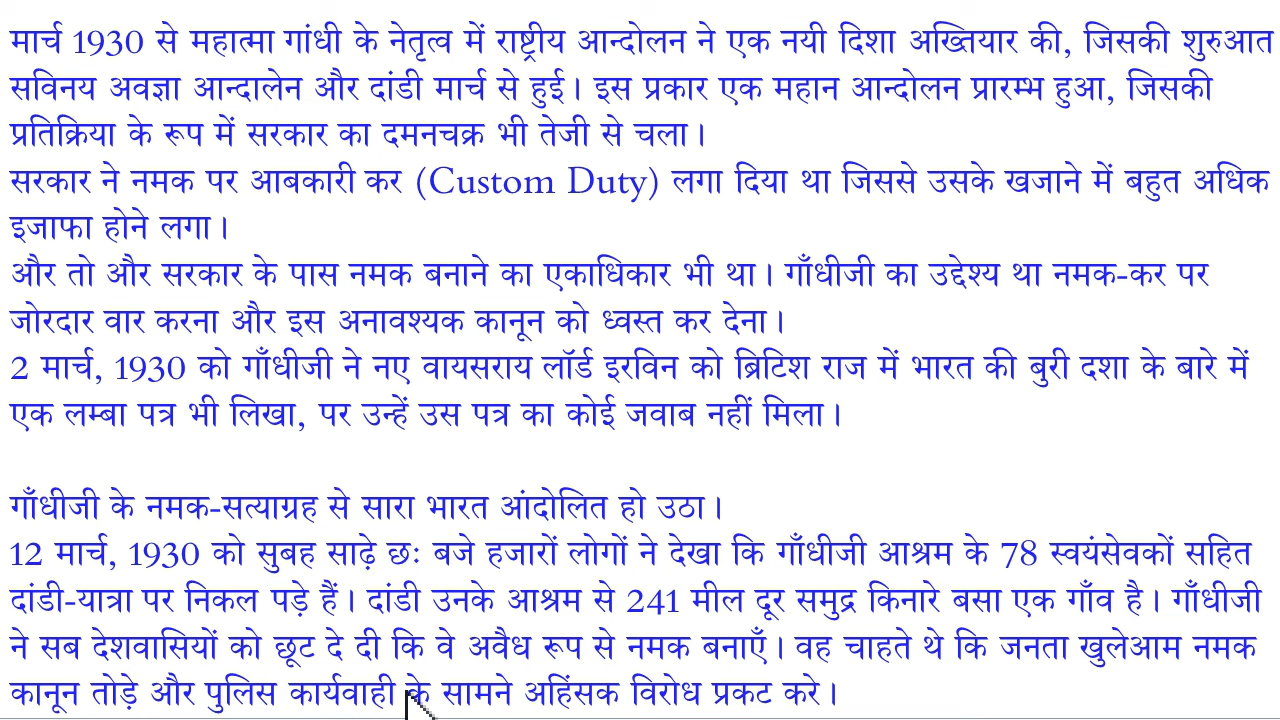 मार्च 1930 से महात्मा गांधी के नेतृत्व में राष्ट्रीय आन्दोलन ने एक नयी दिशा अख्तियार की, जिसकी शुरुआत
सविनय अवज्ञा आन्दालेन और दांडी मार्च से हुई। इस प्रकार एक महान आन्दोलन प्रारम्भ हुआ, जिसकी
प्रतिक्रिया के रूप में सरकार का दमनचक्र भी तेजी से चला।
सरकार ने नमक पर आबकारी कर (Custom Duty) लगा दिया था जिससे उसके खजाने में बहुत अधिक
इजाफा होने लगा।
और तो और सरकार के पास नमक बनाने का एकाधिकार भी था। गाँधीजी का उद्देश्य था नमक-कर पर
जोरदार वार करना और इस अनावश्यक कानून को ध्वस्त कर देना।
2 मार्च, 1930 को गाँधीजी ने नए वायसराय लॉर्ड इरविन को ब्रिटिश राज में भारत की बुरी दशा के बारे में
एक लम्बा पत्र भी लिखा, पर उन्हें उस पत्र का कोई जवाब नहीं मिला।
गाँधीजी के नमक-सत्याग्रह से सारा भारत आंदोलित हो उठा।
12 मार्च, 1930 को सुबह साढ़े छः बजे हजारों लोगों ने देखा कि गाँधीजी आश्रम के 78 स्वयंसेवकों सहित
दांडी-यात्रा पर निकल पड़े हैं। दांडी उनके आश्रम से 241 मील दूर समुद्र किनारे बसा एक गाँव है। गाँधीजी
ने सब देशवासियों को छूट दे दी कि वे अवैध रूप से नमक बनाएँ। वह चाहते थे कि जनता खुलेआम नमक
कानून तोड़े और पुलिस कार्यवाही के सामने अहिंसक विरोध प्रकट करे।